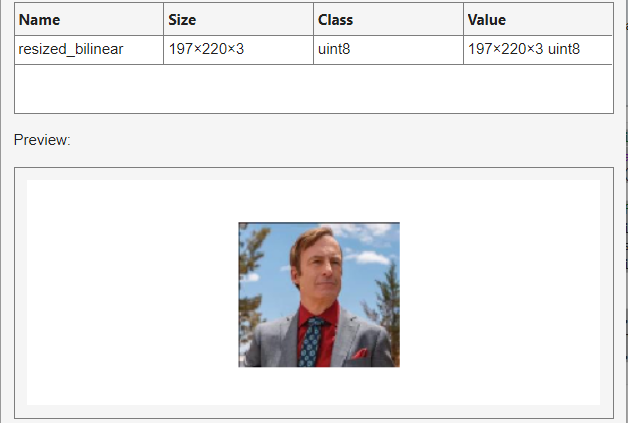 Name Size Class Value
resized_bilinear 197×220×3 uint8 197×220×3 uint8
Preview: